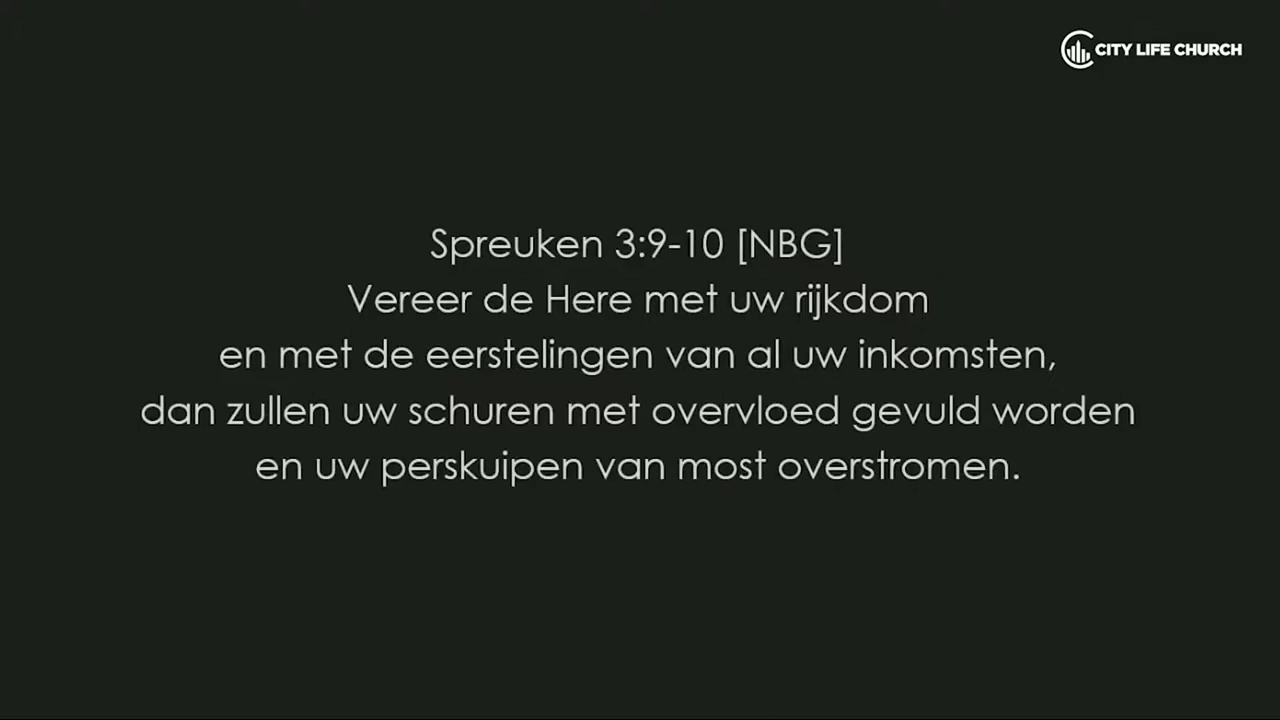 CITY LIFE CHURCH
Spreuken 3:9-10 [NBG]
Vereer de Here met uw rijkdom
en met de eerstelingen van al uw inkomsten,
dan zullen uw schuren met overvloed gevuld worden
en uw perskuipen van most overstromen.